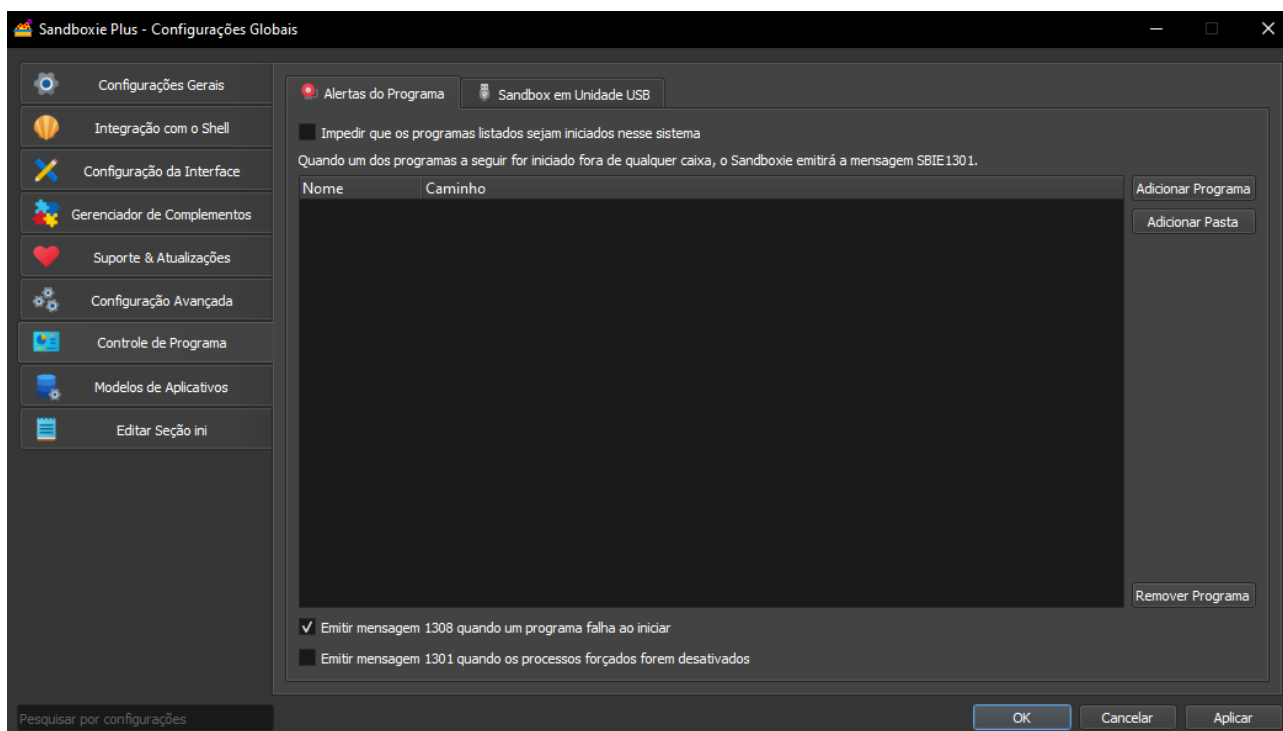 Sandboxie Plus - Configurações Globais
Configurações Gerais
Integração com o Shell
Configuração da Interface
Gerenciador de Complementos
Suporte & Atualizações
Configuração Avançada
Controle de Programa
Modelos de Aplicativos
Editar Seção ini
Pesquisar por configurações
Alertas do Programa
Sandbox em Unidade USB
Impedir que os programas listados sejam iniciados nesse sistema
Quando um dos programas a seguir for iniciado fora de qualquer caixa, o Sandboxie emitirá a mensagem SBIE1301.
Nome Caminho
Adicionar Programa
Adicionar Pasta
Remover Programa
Emitir mensagem 1308 quando um programa falha ao iniciar
Emitir mensagem 1301 quando os processos forçados forem desativados
OK Cancelar Aplicar